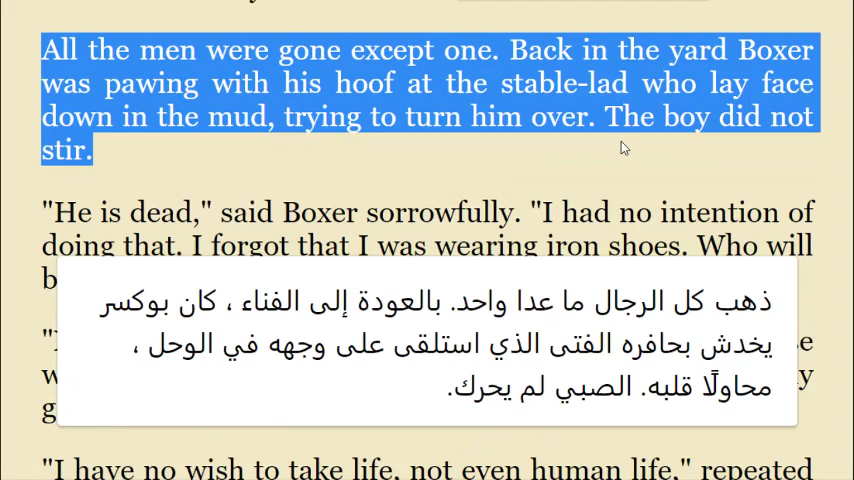 All the men were gone except one. Back in the yard Boxer
was pawing with his hoof at the stable-lad who lay face
down in the mud, trying to turn him over. The boy did not
stir.
"He is dead," said Boxer sorrowfully. "I had no intention of
doing that. I forgot that I was wearing iron shoes. Who will
ذهب كل الرجال ما عدا واحد. بالعودة إلى الفناء ، كان بوكسر
يخدش بحافره الفتى الذي استلقى على وجهه في الوحل ،
محاولًا قلبه. الصبي لم يحرك.
"I have no wish to take life, not even human life," repeated